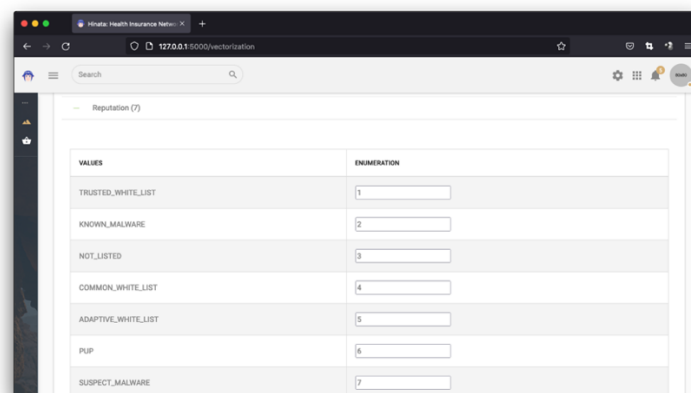 Hinata: Health Insurance Netwo
127.0.0.1:5000/vectorization
Search
Reputation (7)
VALUES ENUMERATION
TRUSTED_WHITE_LIST 1
KNOWN_MALWARE 2
NOT_LISTED 3
COMMON_WHITE_LIST 4
ADAPTIVE_WHITE_LIST 5
PUP 6
SUSPECT_MALWARE 7